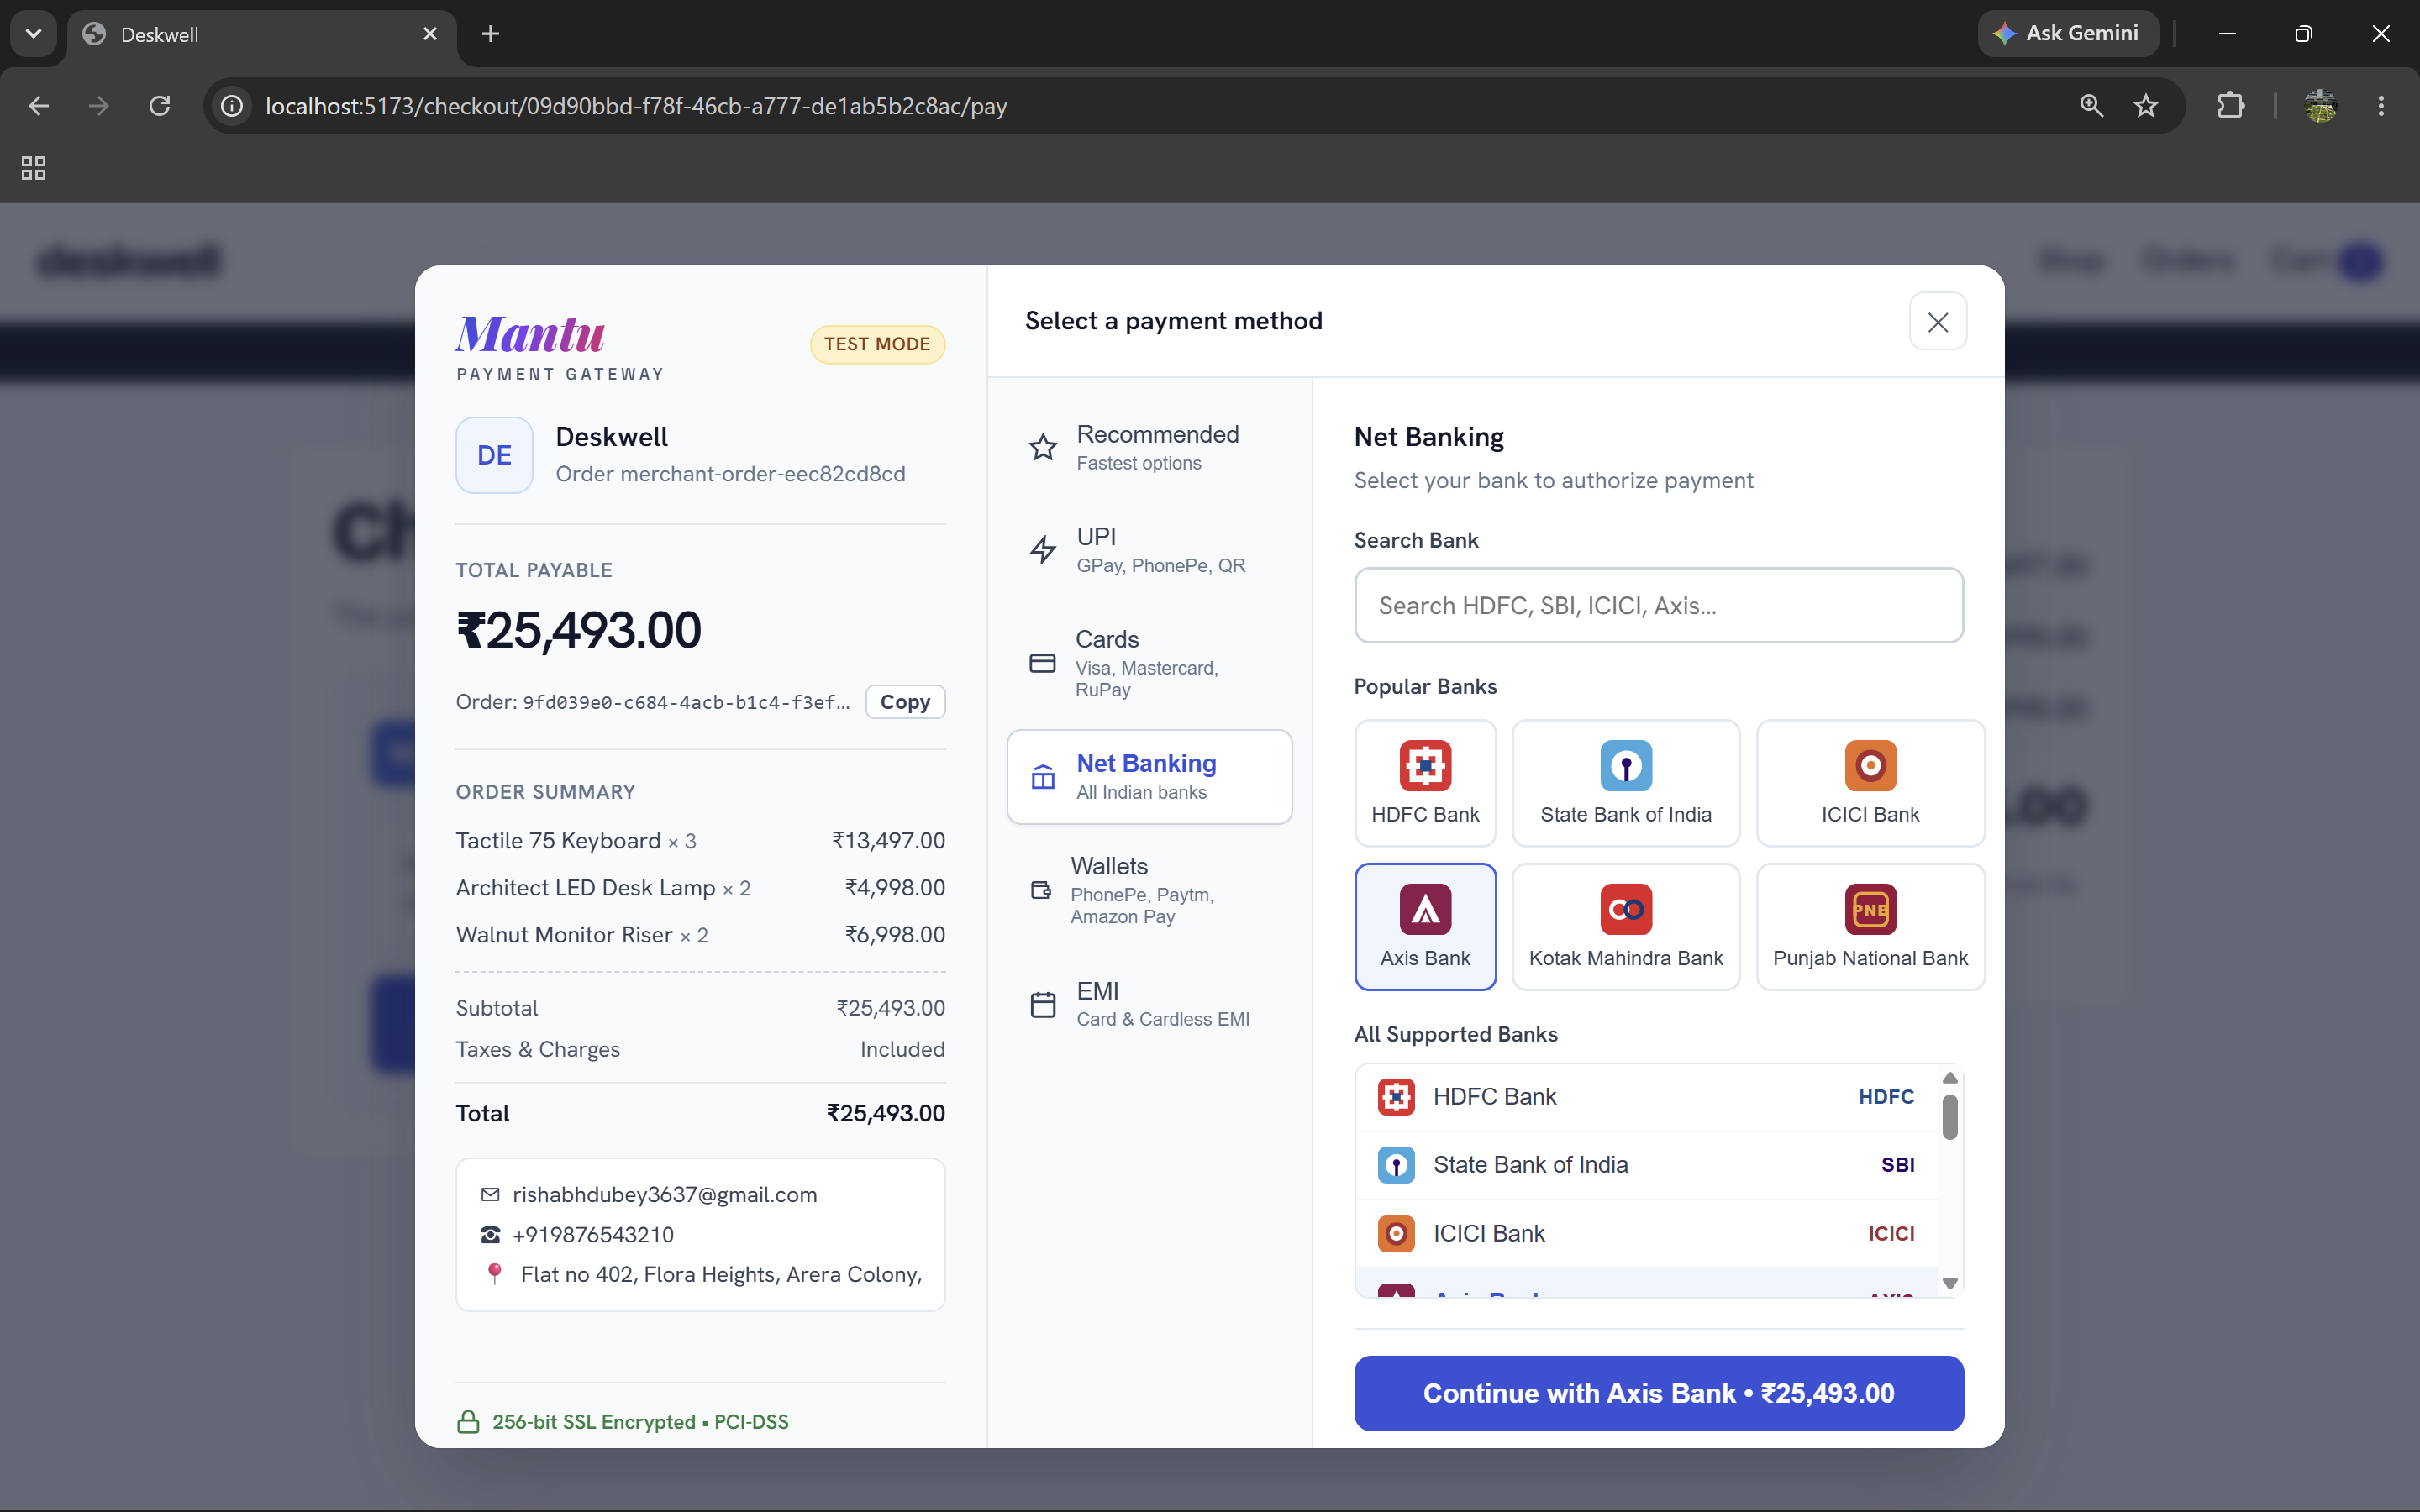 Deskwell
Ask Gemini
localhost:5173/checkout/09d90bbd-f78f-46cb-a777-de1ab5b2c8ac/pay
deskwell
Shop Orders Cart
Mantu
PAYMENT GATEWAY
TEST MODE
DE
Deskwell
Order merchant-order-eec82cd8cd
TOTAL PAYABLE
₹25,493.00
Order: 9fd039e0-c684-4acb-b1c4-f3ef... Copy
ORDER SUMMARY
Tactile 75 Keyboard × 3 ₹13,497.00
Architect LED Desk Lamp × 2 ₹4,998.00
Walnut Monitor Riser × 2 ₹6,998.00
Subtotal ₹25,493.00
Taxes & Charges Included
Total ₹25,493.00
rishabhdubey3637@gmail.com
+919876543210
Flat no 402, Flora Heights, Arera Colony,
256-bit SSL Encrypted • PCI-DSS
Select a payment method
Recommended
Fastest options
UPI
GPay, PhonePe, QR
Cards
Visa, Mastercard,
RuPay
Net Banking
All Indian banks
Wallets
PhonePe, Paytm,
Amazon Pay
EMI
Card & Cardless EMI
Net Banking
Select your bank to authorize payment
Search Bank
Search HDFC, SBI, ICICI, Axis...
Popular Banks
HDFC Bank
State Bank of India
ICICI Bank
Axis Bank
Kotak Mahindra Bank
PNB
Punjab National Bank
All Supported Banks
HDFC Bank HDFC
State Bank of India SBI
ICICI Bank ICICI
Axis Bank AXIS
Continue with Axis Bank • ₹25,493.00